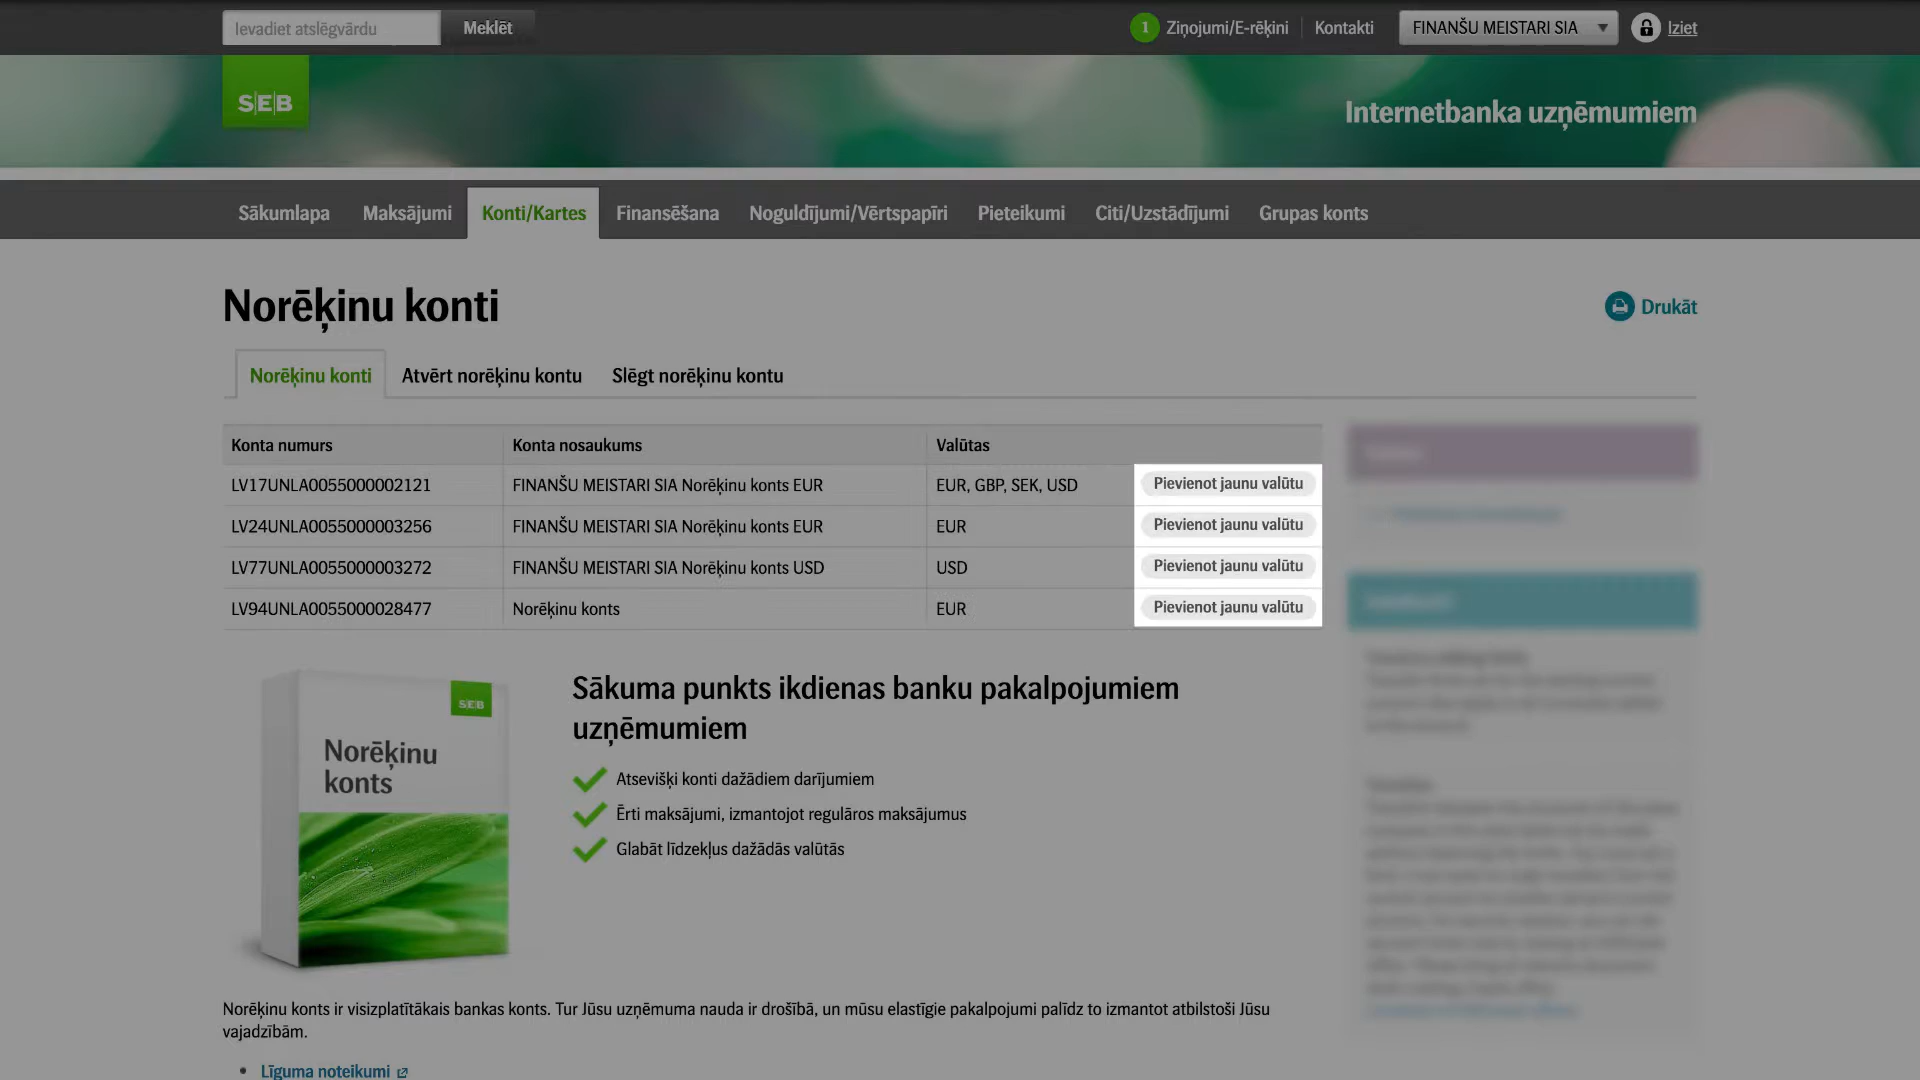 Ievadiet atslēgvārdu
Meklēt
1 Ziņojumi/E-rēķini
Kontakti
FINANŠU MEISTARI SIA
Iziet
SEB
Internetbanka uzņēmumiem
Sākumlapa
Maksājumi
Konti/Kartes
Finansēšana
Noguldījumi/Vērtspapīri
Pieteikumi
Citi/Uzstādījumi
Grupas konts
Norēķinu konti
Drukāt
Norēķinu konti
Atvērt norēķinu kontu
Slēgt norēķinu kontu
Konta numurs Konta nosaukums Valūtas
LV17UNLA0055000002121 FINANŠU MEISTARI SIA Norēķinu konts EUR EUR, GBP, SEK, USD Pievienot jaunu valūtu
LV24UNLA0055000003256 FINANŠU MEISTARI SIA Norēķinu konts EUR EUR Pievienot jaunu valūtu
LV77UNLA0055000003272 FINANŠU MEISTARI SIA Norēķinu konts USD USD Pievienot jaunu valūtu
LV94UNLA0055000028477 Norēķinu konts EUR Pievienot jaunu valūtu
SEB
Norēķinu
konts
Sākuma punkts ikdienas banku pakalpojumiem
uzņēmumiem
Atsevišķi konti dažādiem darījumiem
Ērti maksājumi, izmantojot regulāros maksājumus
Glabāt līdzekļus dažādās valūtās
Norēķinu konts ir visizplatītākais bankas konts. Tur Jūsu uzņēmuma nauda ir drošībā, un mūsu elastīgie pakalpojumi palīdz to izmantot atbilstoši Jūsu
vajadzībām.
• Līguma noteikumi